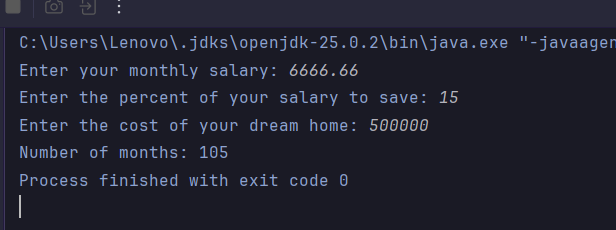 C:\Users\Lenovo\.jdks\openjdk-25.0.2\bin\java.exe "-javaagen
Enter your monthly salary: 6666.66
Enter the percent of your salary to save: 15
Enter the cost of your dream home: 500000
Number of months: 105
Process finished with exit code 0